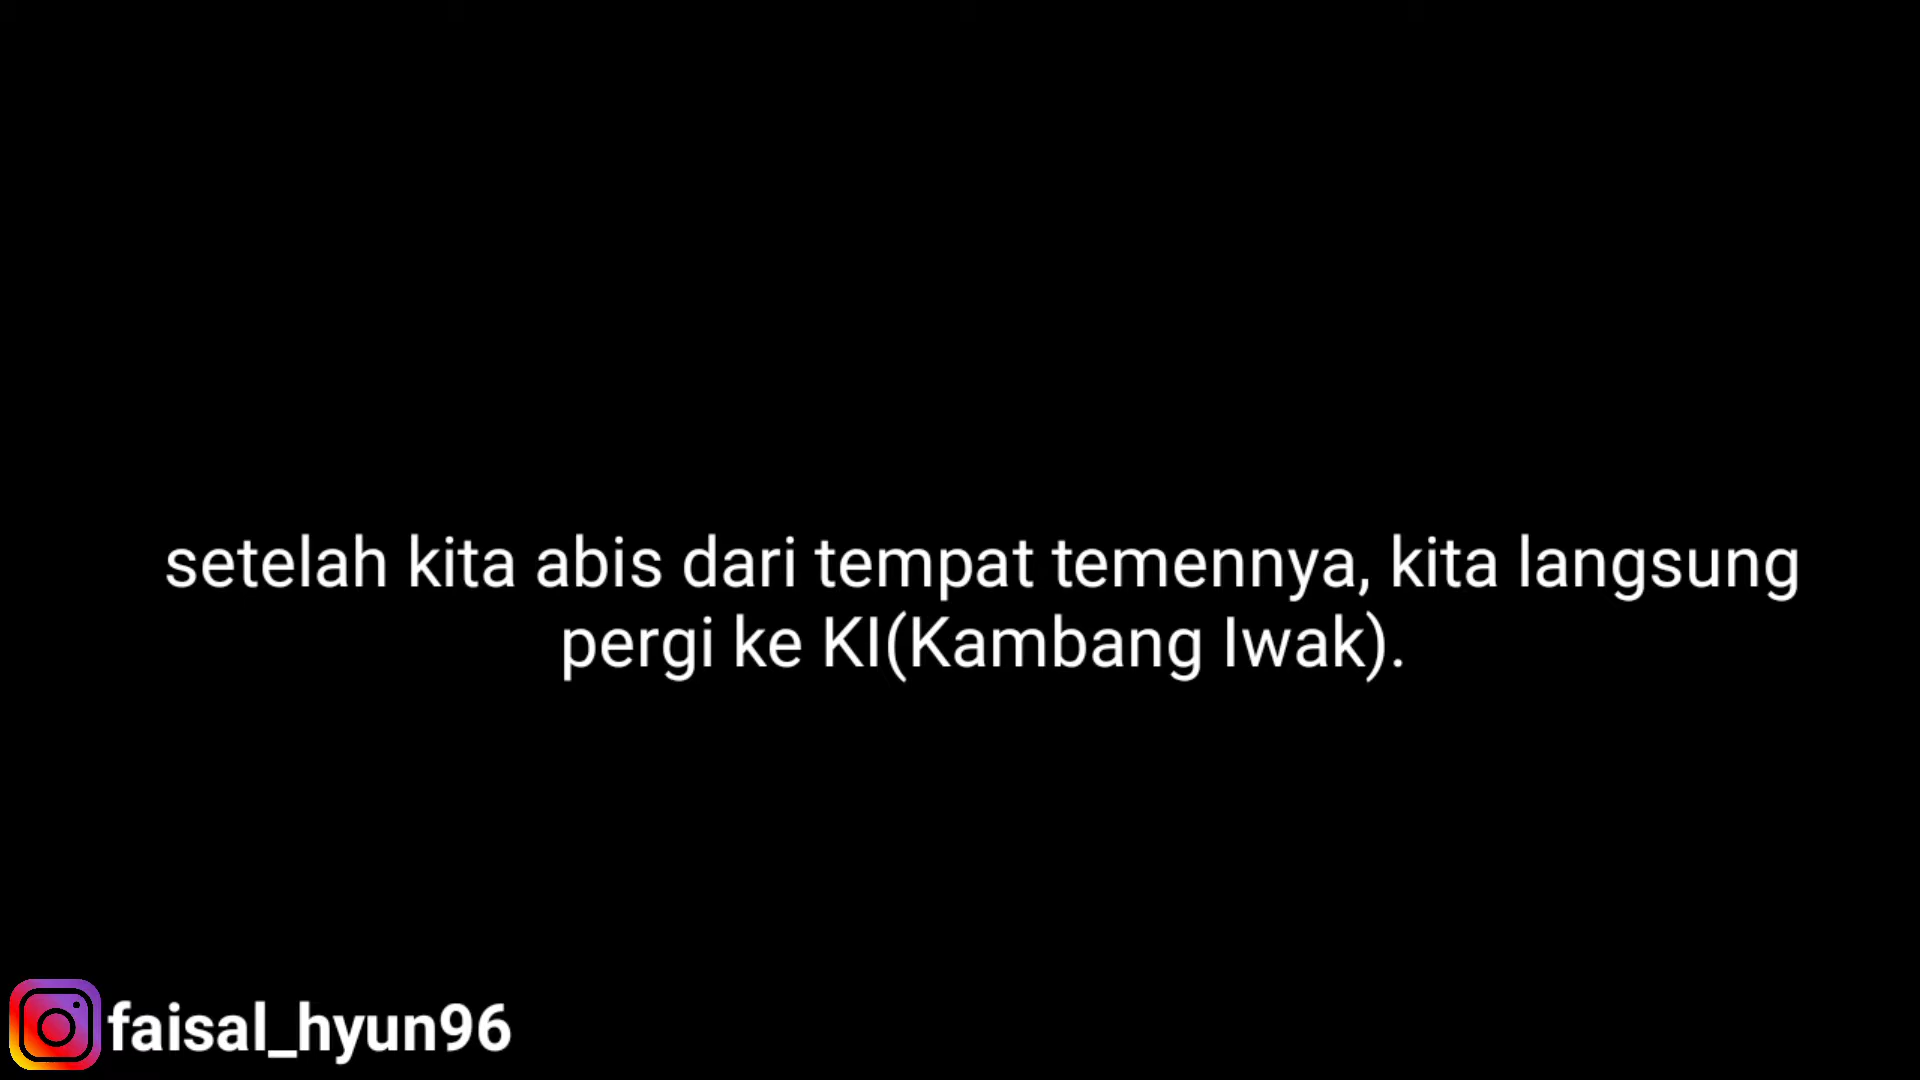 setelah kita abis dari tempat temennya, kita langsung
pergi ke KI(Kambang Iwak).
faisal_hyun96